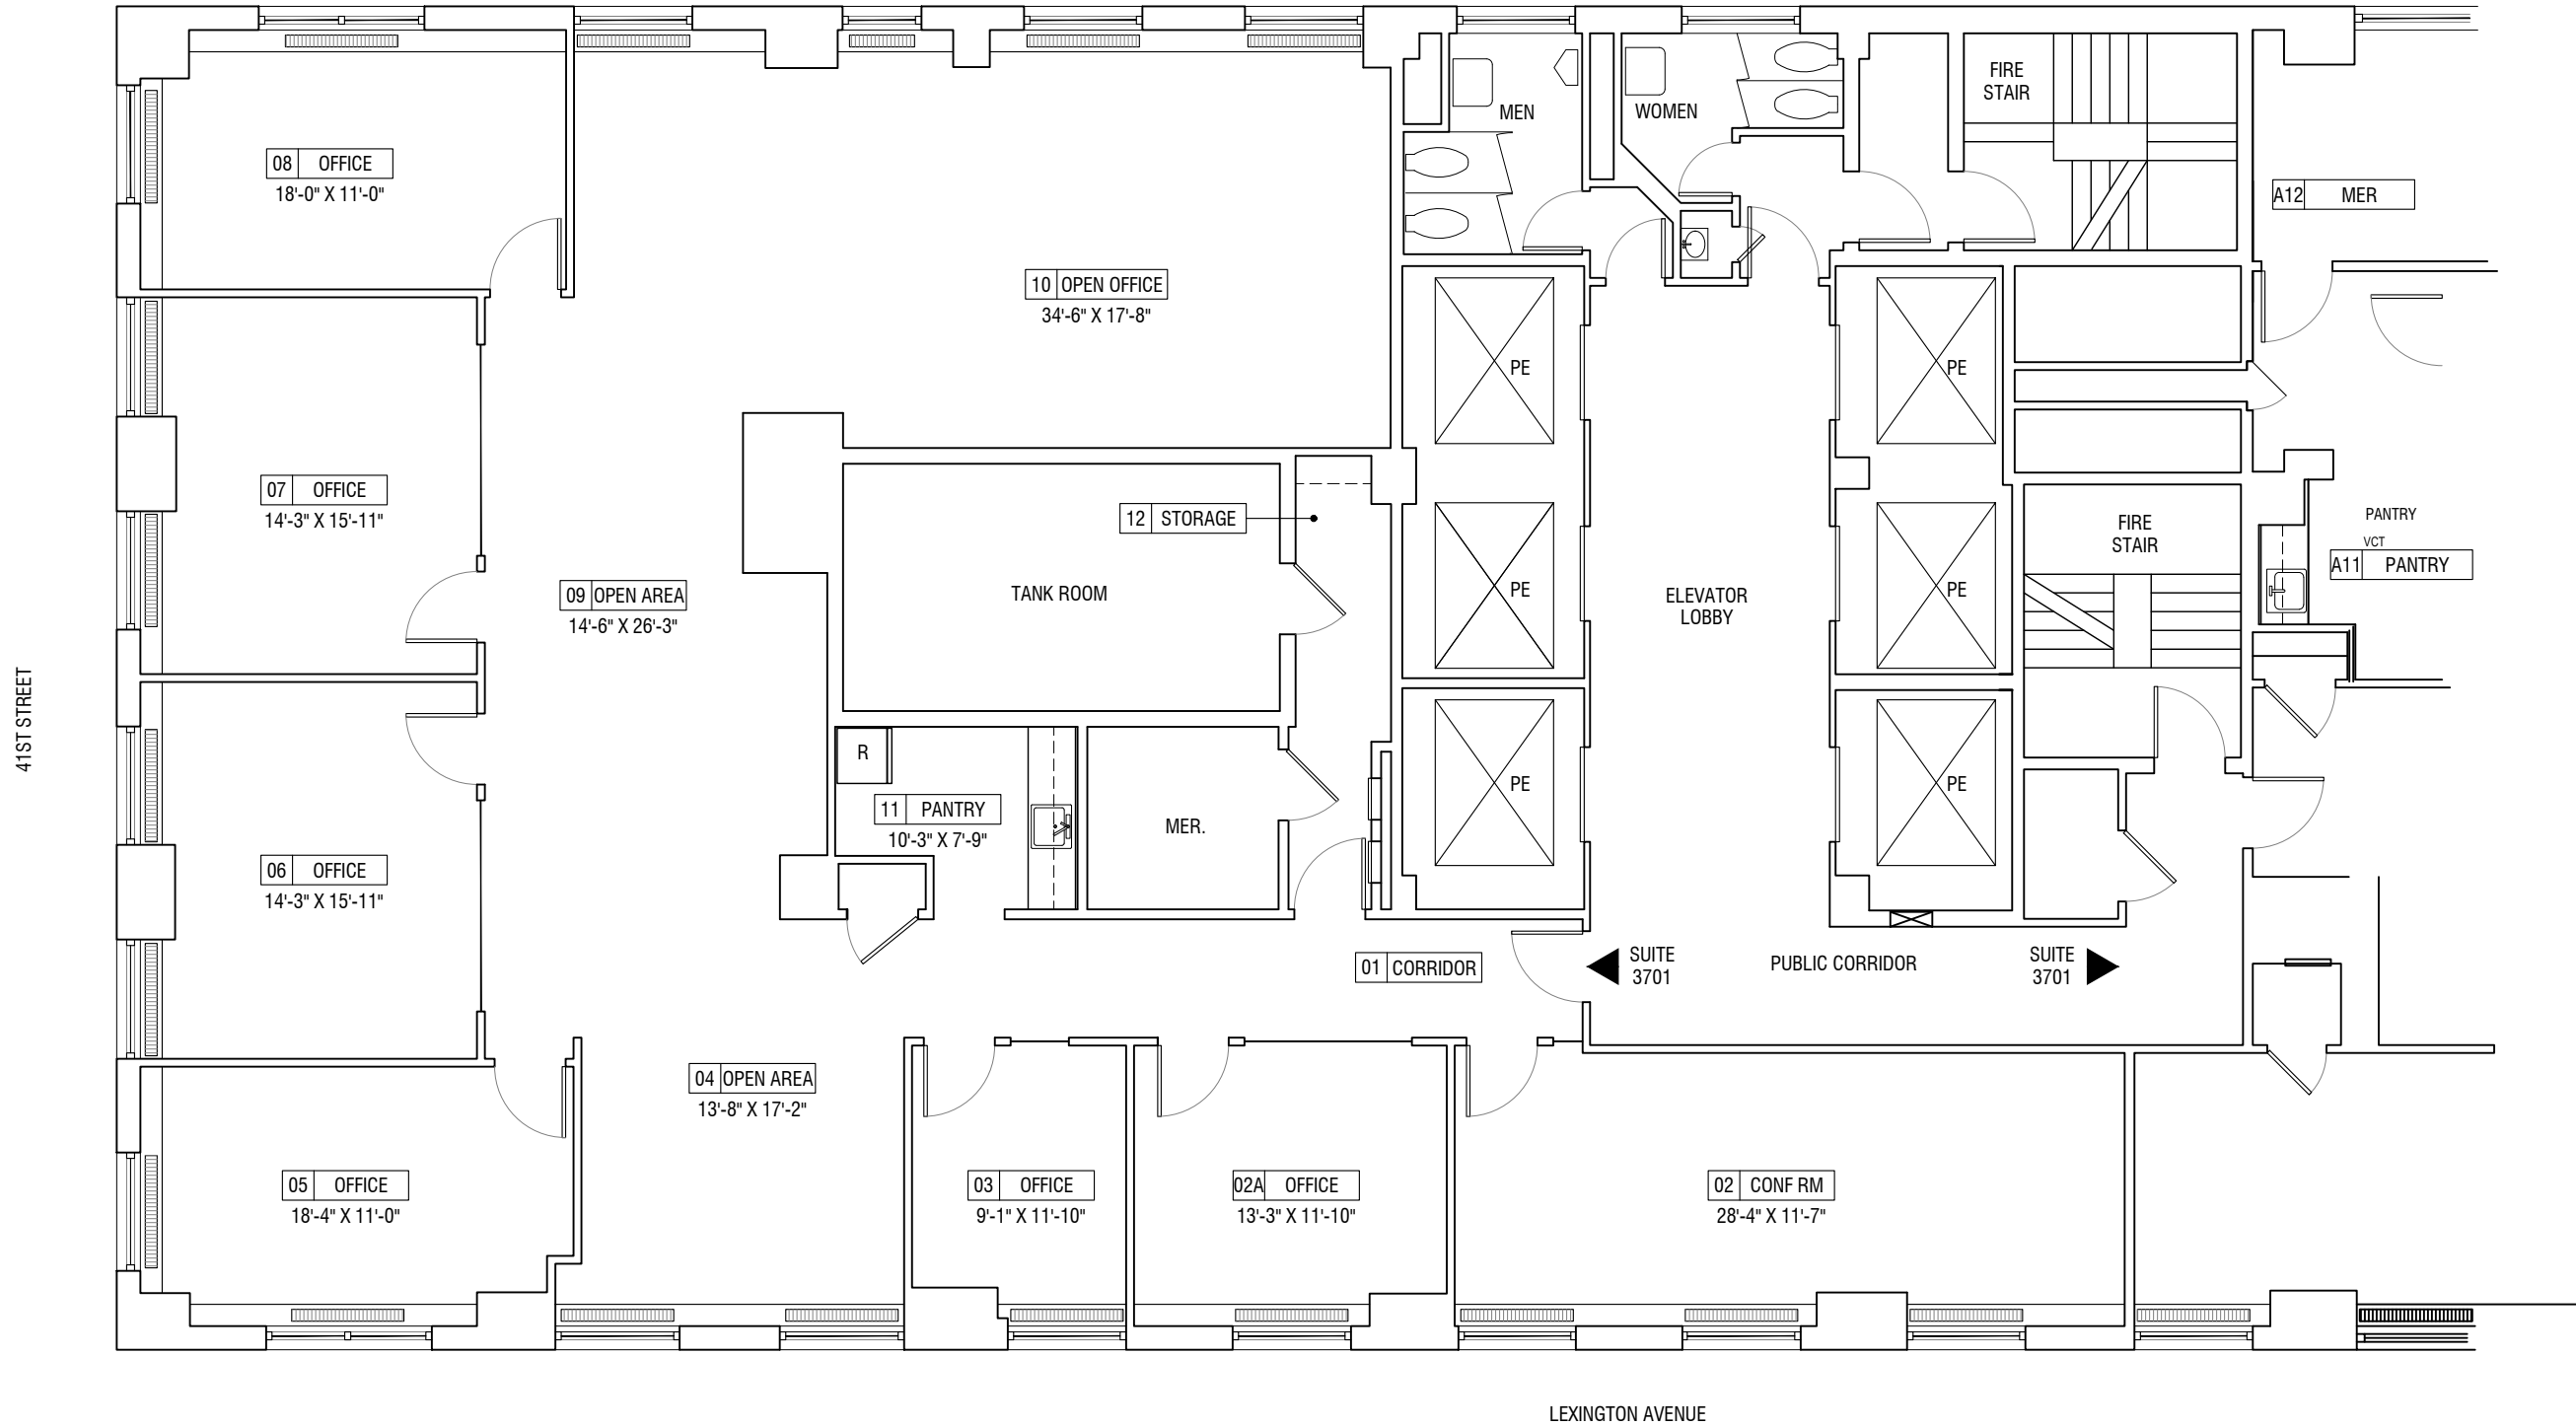 FIRE
STAIR
MEN
WOMEN
08 OFFICE
18'-0" X 11'-0"
A12 MER
10 OPEN OFFICE
34'-6" X 17'-8"
PE
PE
07 OFFICE
14'-3" X 15'-11"
12 STORAGE
FIRE
STAIR
PANTRY
VCT
A11 PANTRY
09 OPEN AREA
14'-6" X 26'-3"
TANK ROOM
PE
ELEVATOR
LOBBY
PE
41ST STREET
R
11 PANTRY
10'-3" X 7'-9"
MER.
PE
PE
06 OFFICE
14'-3" X 15'-11"
01 CORRIDOR
SUITE
3701
PUBLIC CORRIDOR
SUITE
3701
04 OPEN AREA
13'-8" X 17'-2"
05 OFFICE
18'-4" X 11'-0"
03 OFFICE
9'-1" X 11'-10"
02A OFFICE
13'-3" X 11'-10"
02 CONF RM
28'-4" X 11'-7"
LEXINGTON AVENUE